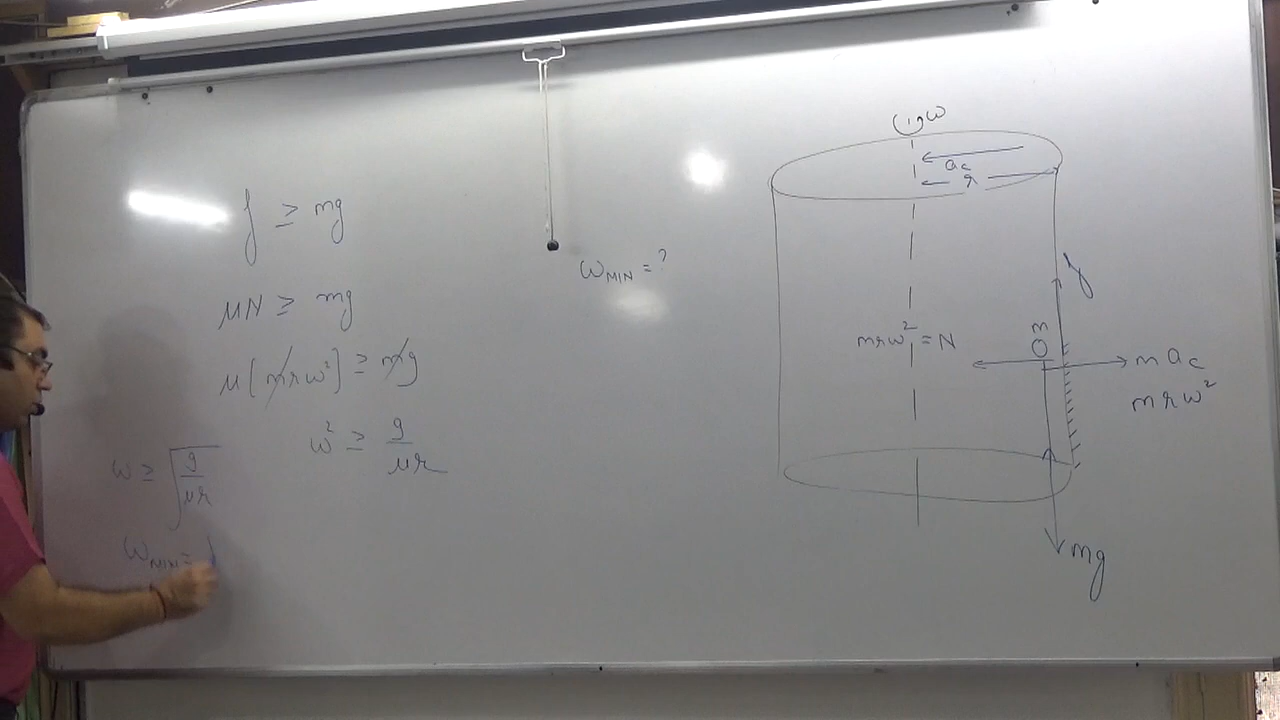 f ≥ mg
μN ≥ mg
μ(mrω²) ≥ mg
ω² ≥ g/μr
ω ≥ √(g/μr)
ω_MIN = √
ω_MIN = ?
ω
a_c
r
f
mrω² = N
m
m a_c
mrω²
mg